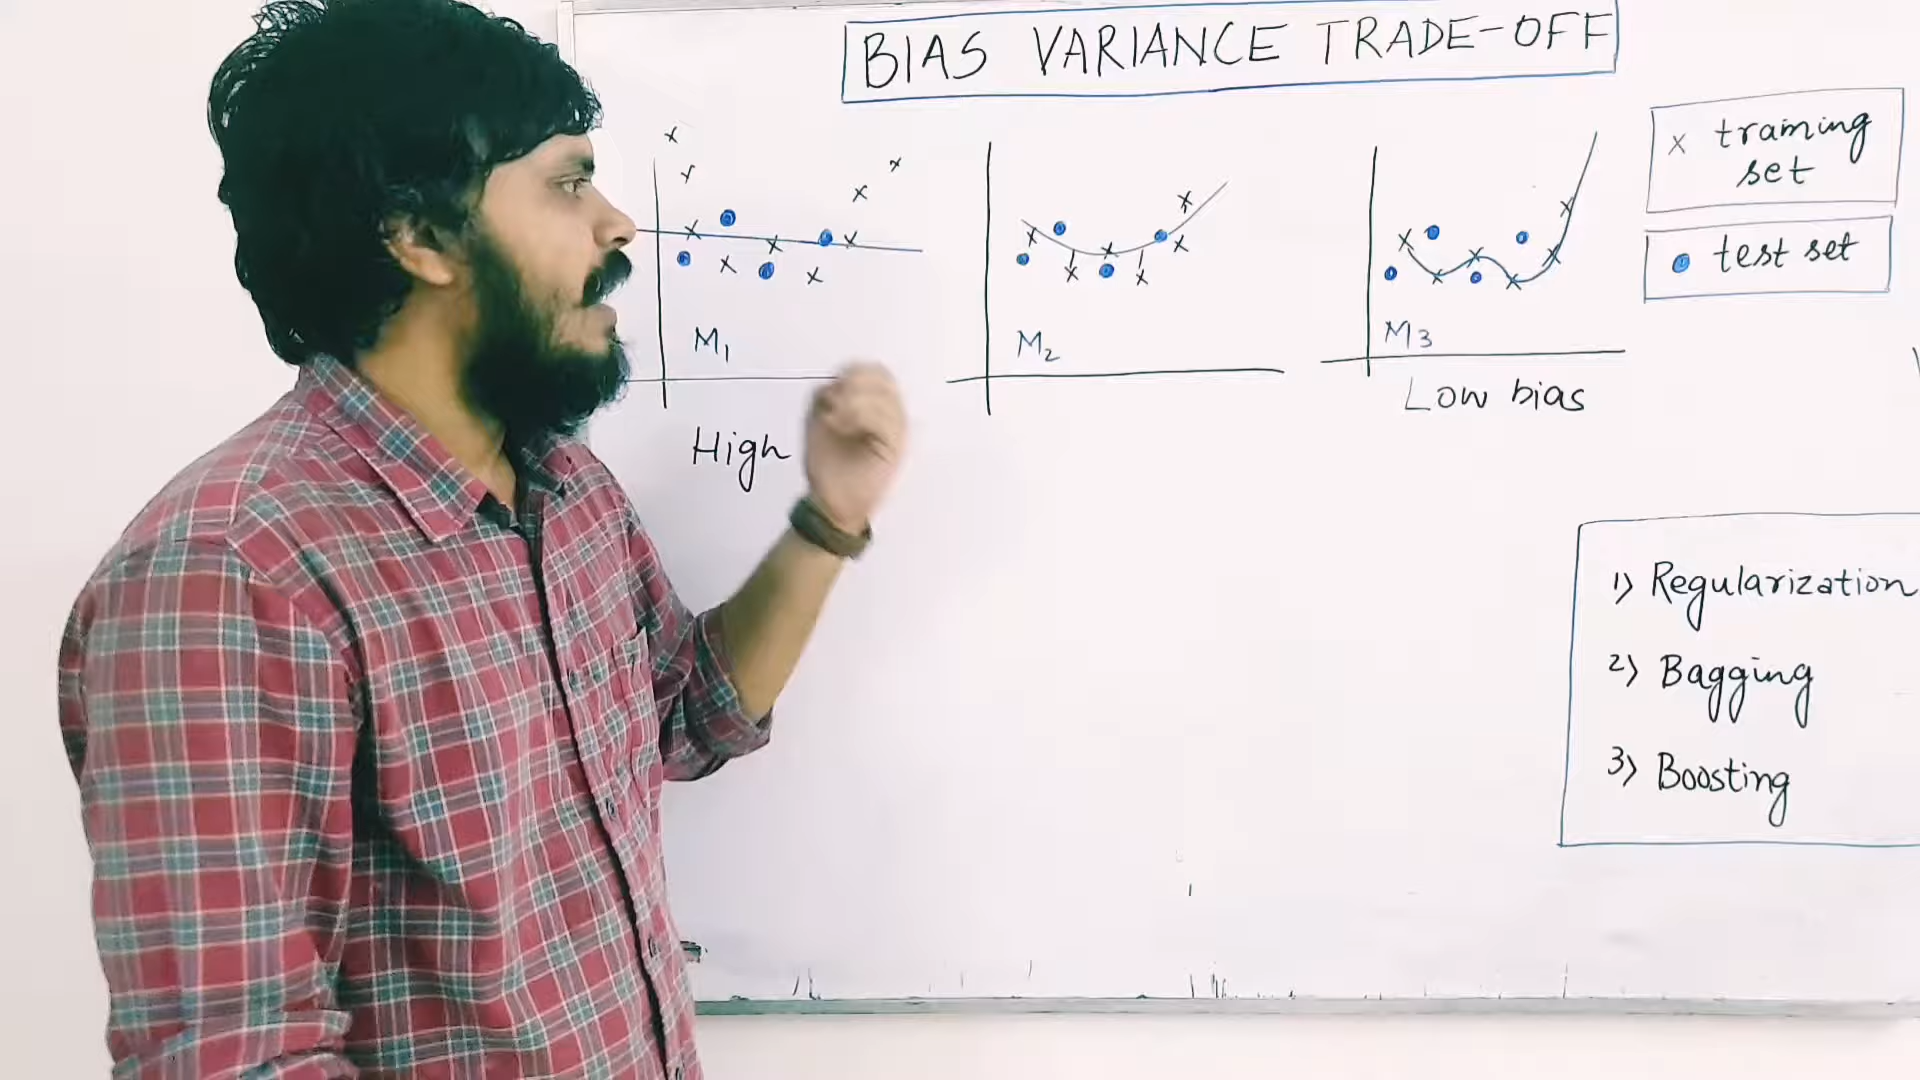 BIAS VARIANCE TRADE-OFF
x training
set
test set
M1
M2
M3
High
Low bias
1) Regularization
2) Bagging
3) Boosting